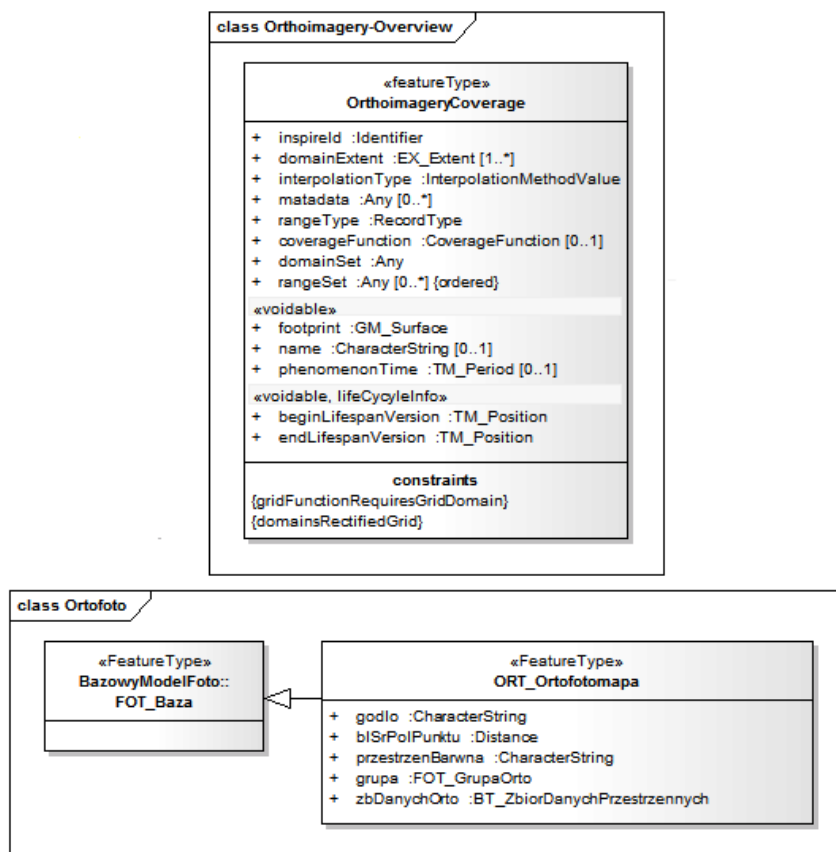 class Orthoimagery-Overview
«featureType»
OrthoimageryCoverage
+ inspireId :Identifier
+ domainExtent :EX_Extent [1..*]
+ interpolationType :InterpolationMethodValue
+ matadata :Any [0..*]
+ rangeType :RecordType
+ coverageFunction :CoverageFunction [0..1]
+ domainSet :Any
+ rangeSet :Any [0..*] {ordered}
«voidable»
+ footprint :GM_Surface
+ name :CharacterString [0..1]
+ phenomenonTime :TM_Period [0..1]
«voidable, lifeCycyleInfo»
+ beginLifespanVersion :TM_Position
+ endLifespanVersion :TM_Position
constraints
{gridFunctionRequiresGridDomain}
{domainsRectifiedGrid}
class Ortofoto
«FeatureType»
BazowyModelFoto::
FOT_Baza
«FeatureType»
ORT_Ortofotomapa
+ godlo :CharacterString
+ blSrPolPunktu :Distance
+ przestrzenBarwna :CharacterString
+ grupa :FOT_GrupaOrto
+ zbDanychOrto :BT_ZbiorDanychPrzestrzennych